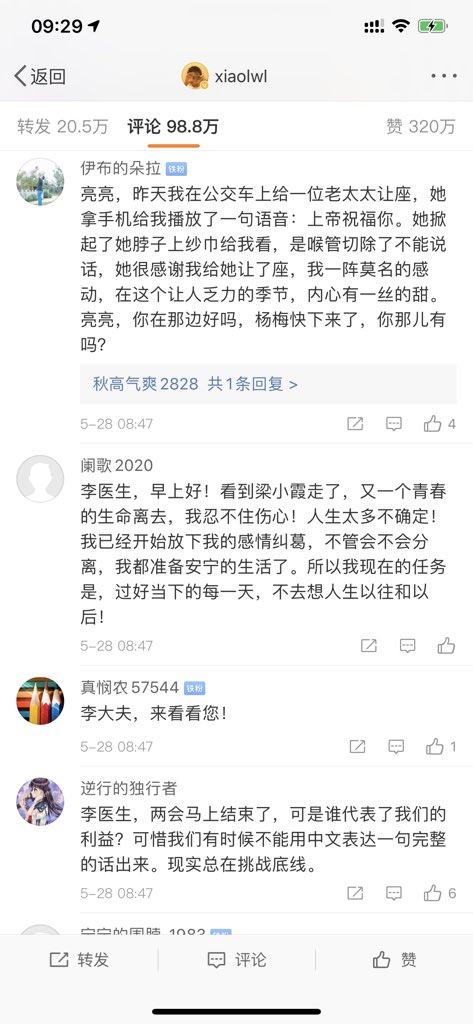 09:29
返回
xiaolwl
转发 20.5万 评论 98.8万 赞 320万
伊布的朵拉 铁粉
亮亮，昨天我在公交车上给一位老太太让座，她
拿手机给我播放了一句语音：上帝祝福你。她掀
起了她脖子上纱巾给我看，是喉管切除了不能说
话，她很感谢我给她让了座，我一阵莫名的感
动，在这个让人乏力的季节，内心有一丝的甜。
亮亮，你在那边好吗，杨梅快下来了，你那儿有
吗？
秋高气爽2828 共1条回复 >
5-28 08:47 4
阑歌2020
李医生，早上好！看到梁小霞走了，又一个青春
的生命离去，我忍不住伤心！人生太多不确定！
我已经开始放下我的感情纠葛，不管会不会分
离，我都准备安宁的生活了。所以我现在的任务
是，过好当下的每一天，不去想人生以往和以
后！
5-28 08:47
真悯农57544 铁粉
李大夫，来看看您！
5-28 08:47 1
逆行的独行者
李医生，两会马上结束了，可是谁代表了我们的
利益？可惜我们有时候不能用中文表达一句完整
的话出来。现实总在挑战底线。
5-28 08:47 6
转发 评论 赞